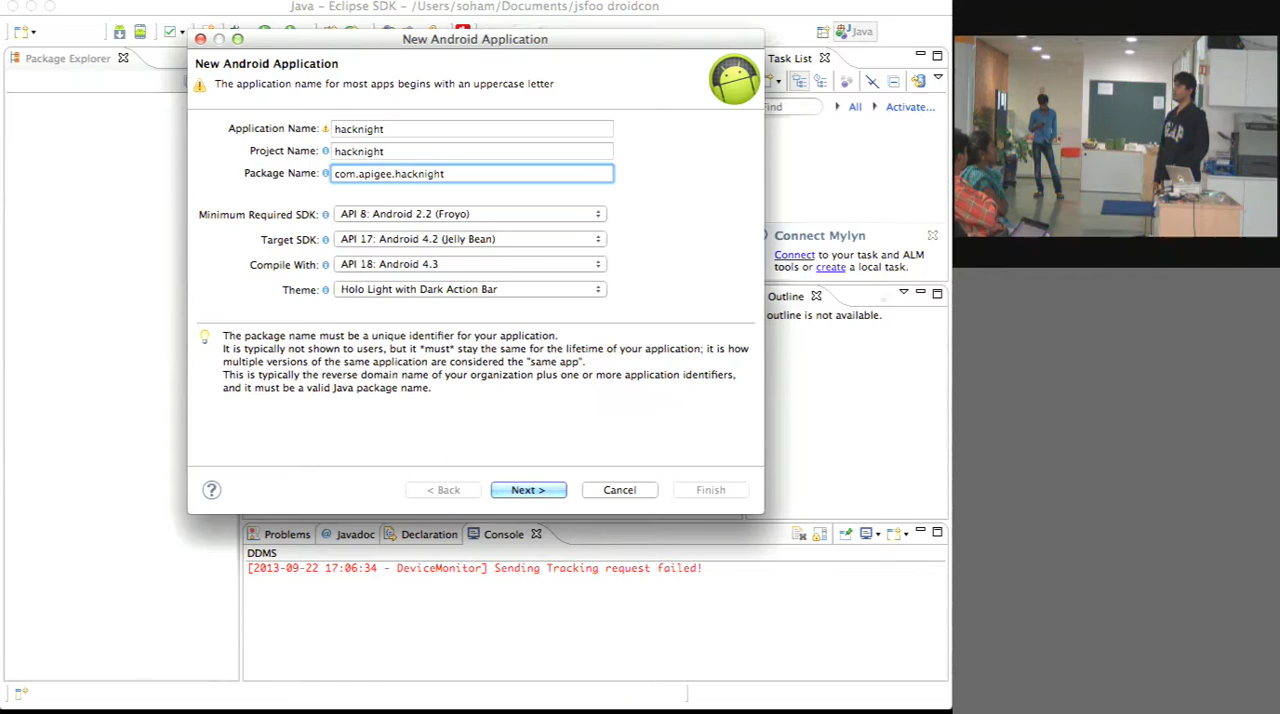 Java - Eclipse SDK - /Users/soham/Documents/jsfoo droidcon
Java
Package Explorer
New Android Application
New Android Application
The application name for most apps begins with an uppercase letter
Application Name: hacknight
Project Name: hacknight
Package Name: com.apigee.hacknight
Minimum Required SDK: API 8: Android 2.2 (Froyo)
Target SDK: API 17: Android 4.2 (Jelly Bean)
Compile With: API 18: Android 4.3
Theme: Holo Light with Dark Action Bar
The package name must be a unique identifier for your application.
It is typically not shown to users, but it *must* stay the same for the lifetime of your application; it is how
multiple versions of the same application are considered the "same app".
This is typically the reverse domain name of your organization plus one or more application identifiers,
and it must be a valid Java package name.
?
< Back
Next >
Cancel
Finish
Task List
Find
All
Activate...
Connect Mylyn
Connect to your task and ALM
tools or create a local task.
Outline
outline is not available.
Problems
@ Javadoc
Declaration
Console
DDMS
[2013-09-22 17:06:34 - DeviceMonitor] Sending Tracking request failed!
GAP